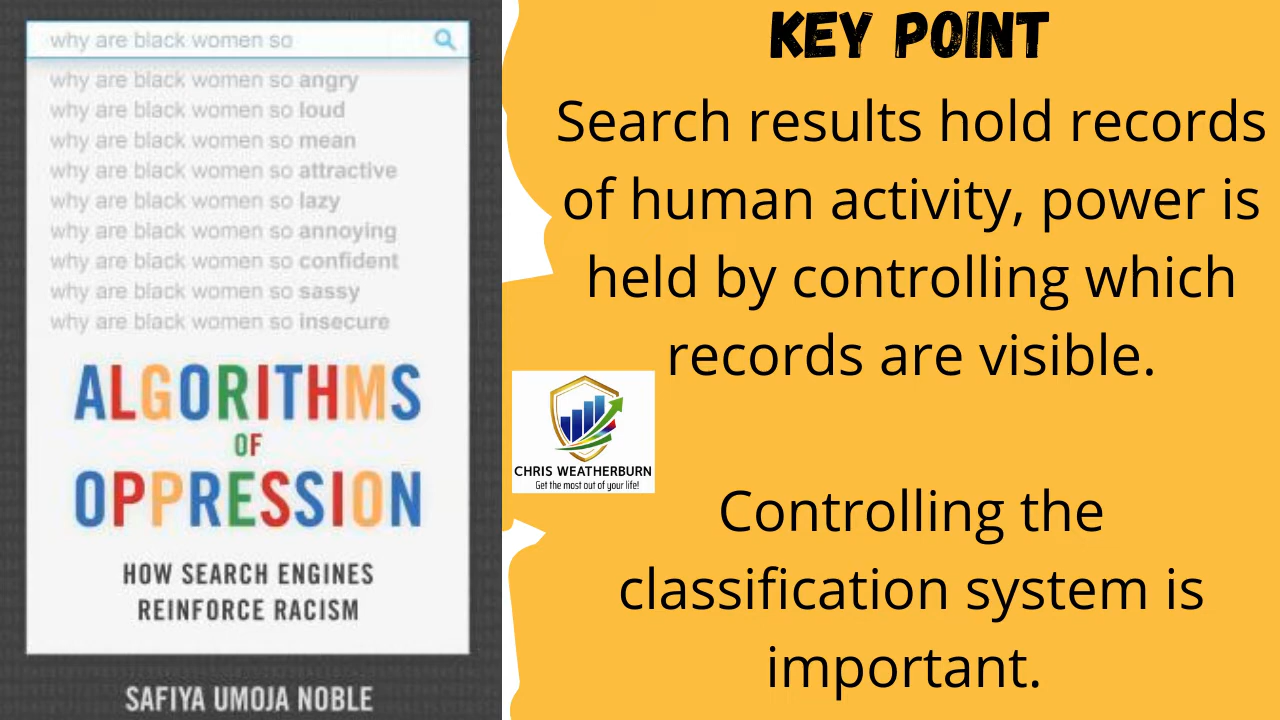 why are black women so
why are black women so angry
why are black women so loud
why are black women so mean
why are black women so attractive
why are black women so lazy
why are black women so annoying
why are black women so confident
why are black women so sassy
why are black women so insecure
ALGORITHMS
OF
OPPRESSION
HOW SEARCH ENGINES
REINFORCE RACISM
SAFIYA UMOJA NOBLE
KEY POINT
Search results hold records
of human activity, power is
held by controlling which
records are visible.
Controlling the
classification system is
important.
CHRIS WEATHERBURN
Get the most out of your life!